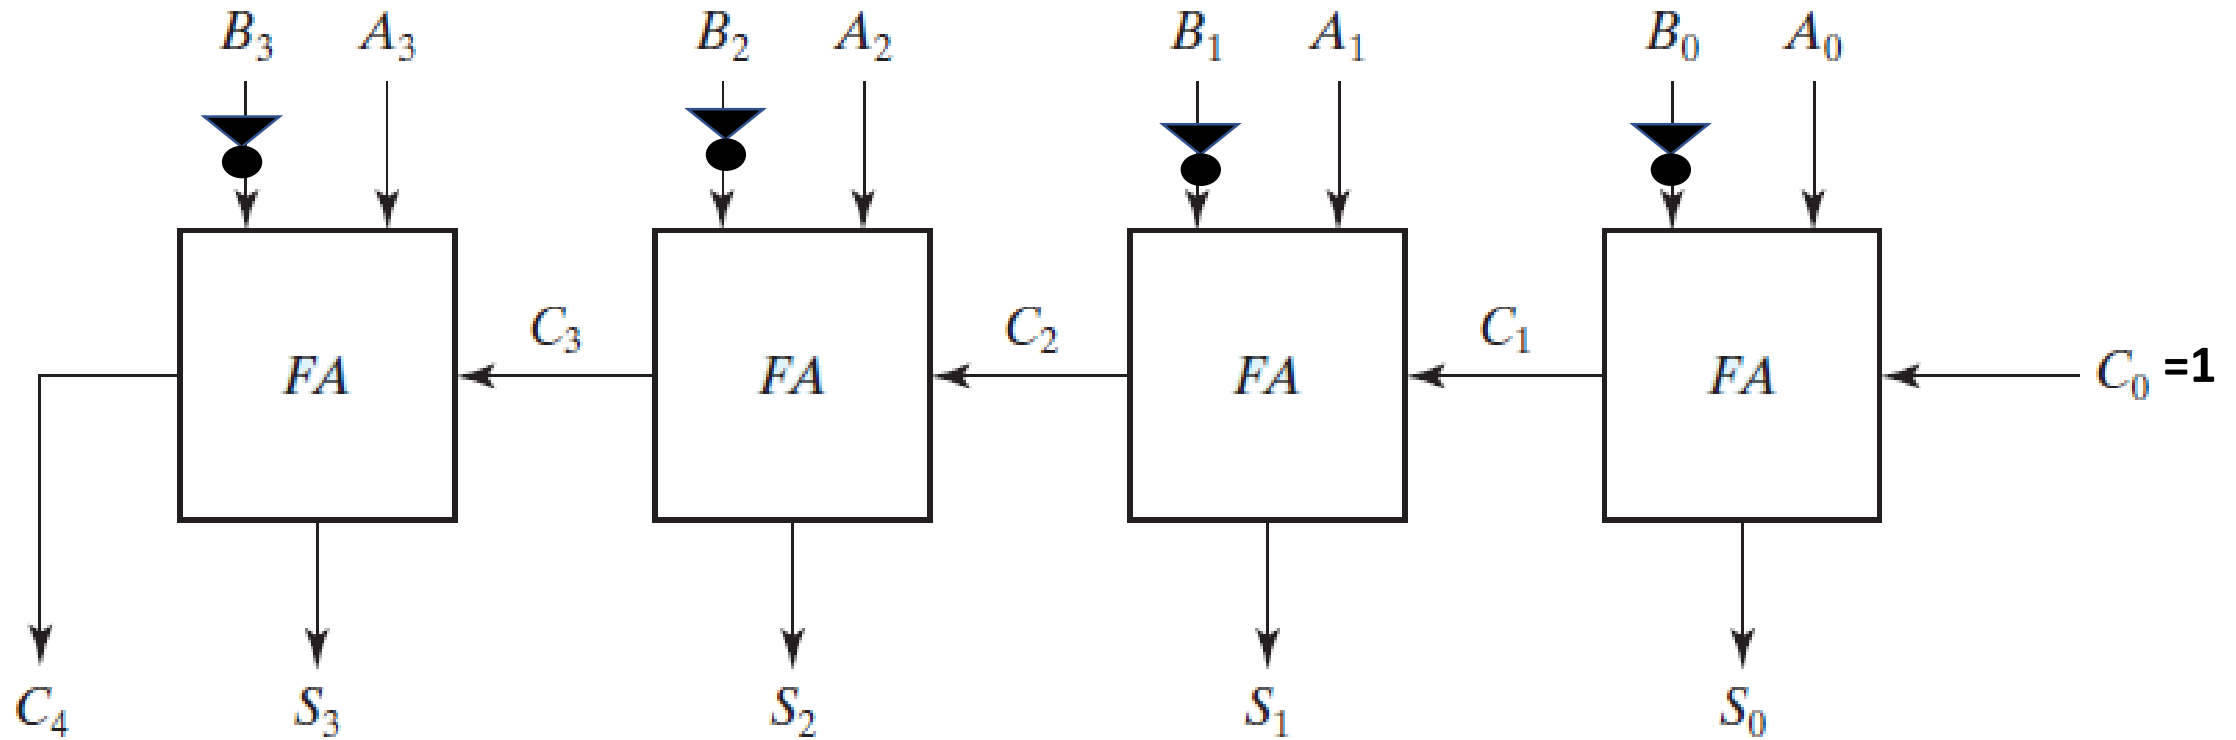 B₃ A₃ B₂ A₂ B₁ A₁ B₀ A₀
C₃ C₂ C₁
FA FA FA FA C₀ =1
C₄ S₃ S₂ S₁ S₀